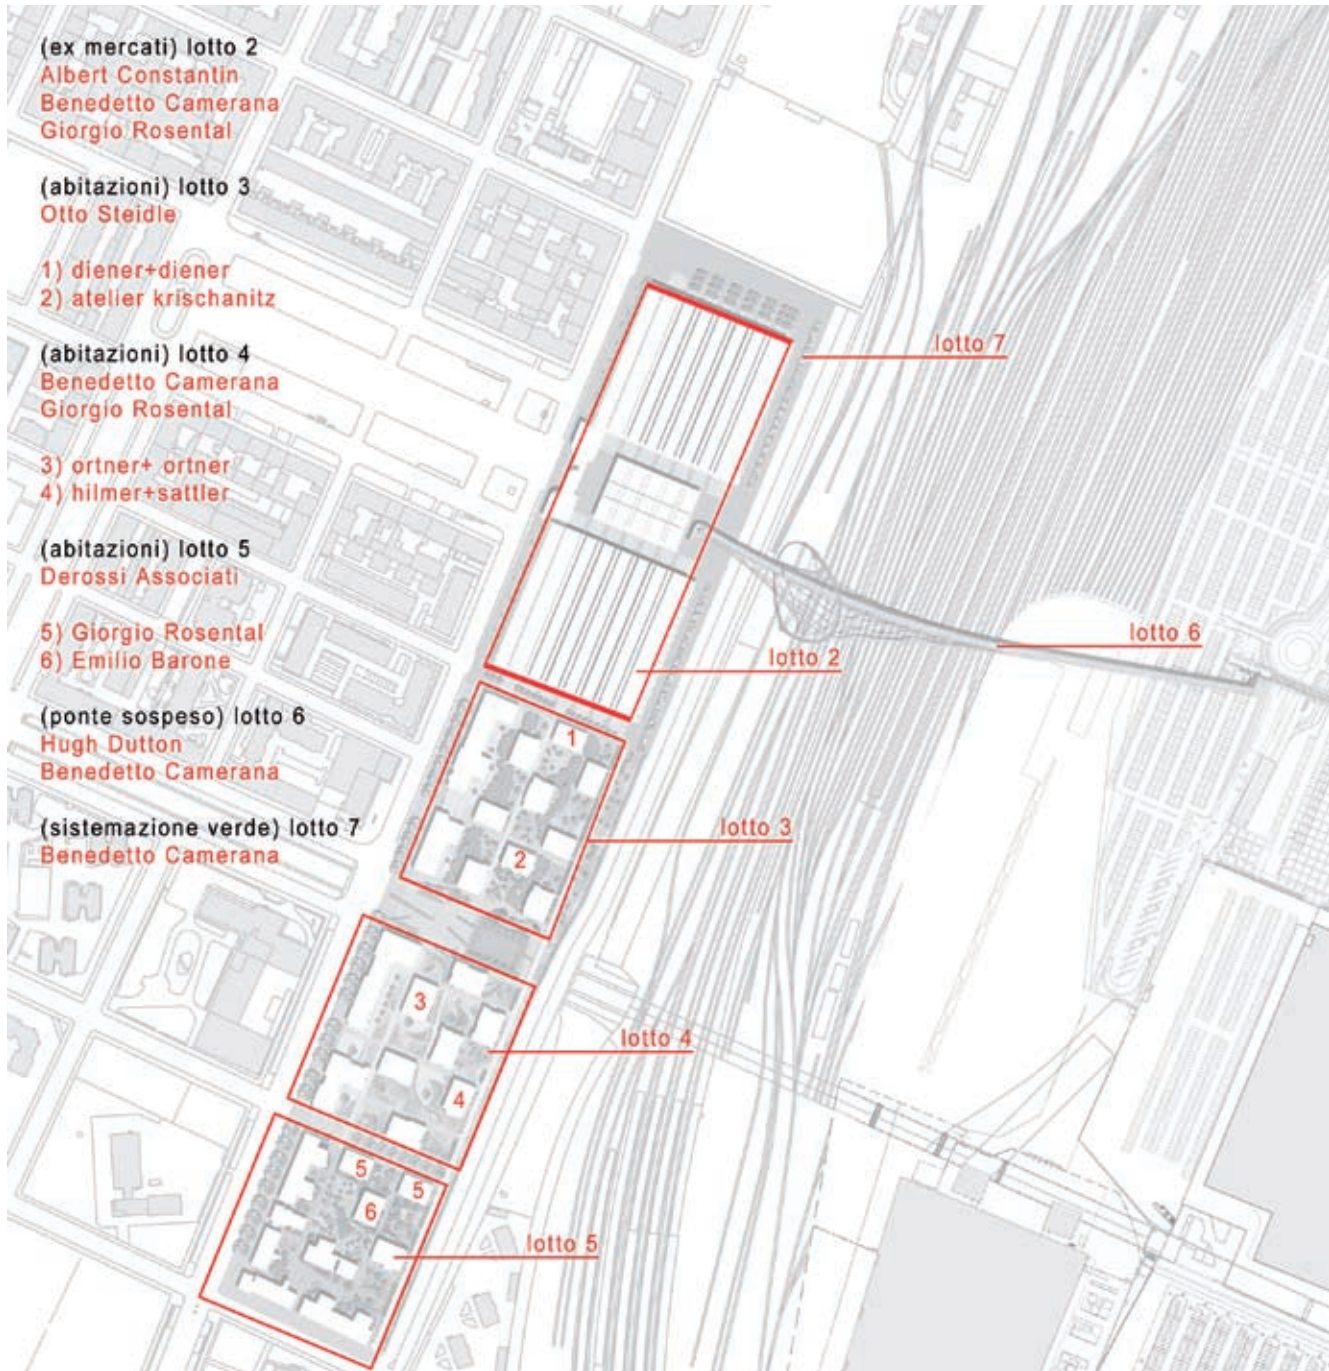 (ex mercati) lotto 2
Albert Constantin
Benedetto Camerana
Giorgio Rosental
(abitazioni) lotto 3
Otto Steidle
1) diener+diener
2) atelier krischanitz
(abitazioni) lotto 4
Benedetto Camerana
Giorgio Rosental
3) ortner+ ortner
4) hilmer+sattler
(abitazioni) lotto 5
Derossi Associati
5) Giorgio Rosental
6) Emilio Barone
(ponte sospeso) lotto 6
Hugh Dutton
Benedetto Camerana
(sistemazione verde) lotto 7
Benedetto Camerana
lotto 7
lotto 6
lotto 2
1
lotto 3
2
3
lotto 4
4
5
5
6
lotto 5